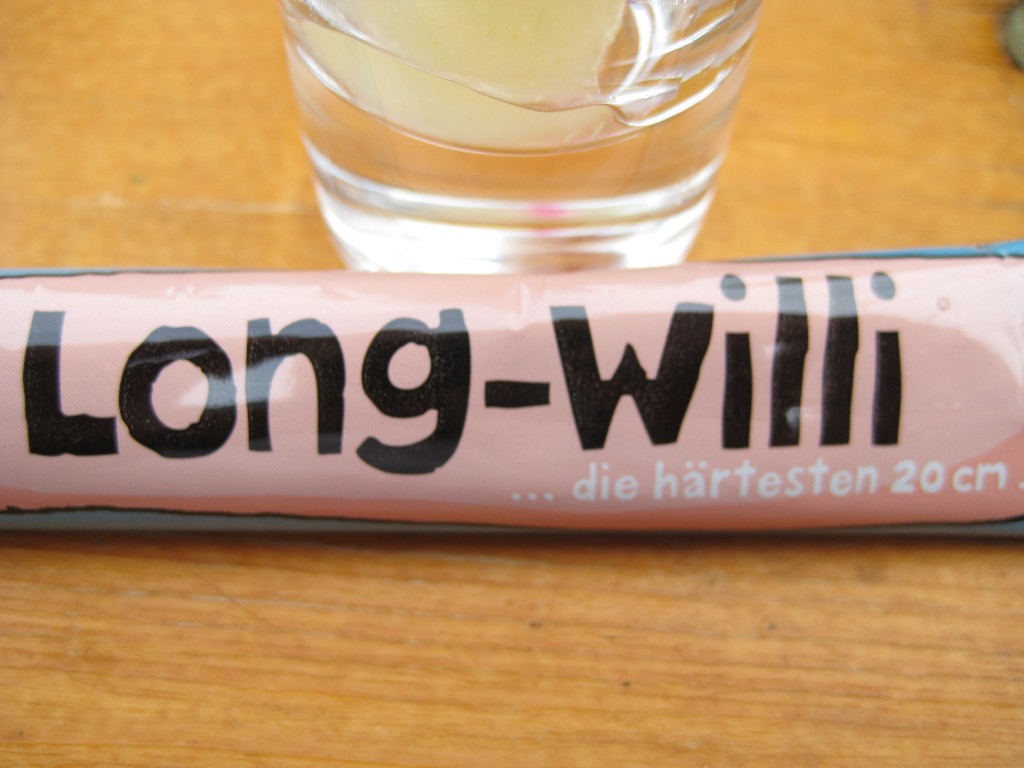 Long-Willi
... die härtesten 20 cm .